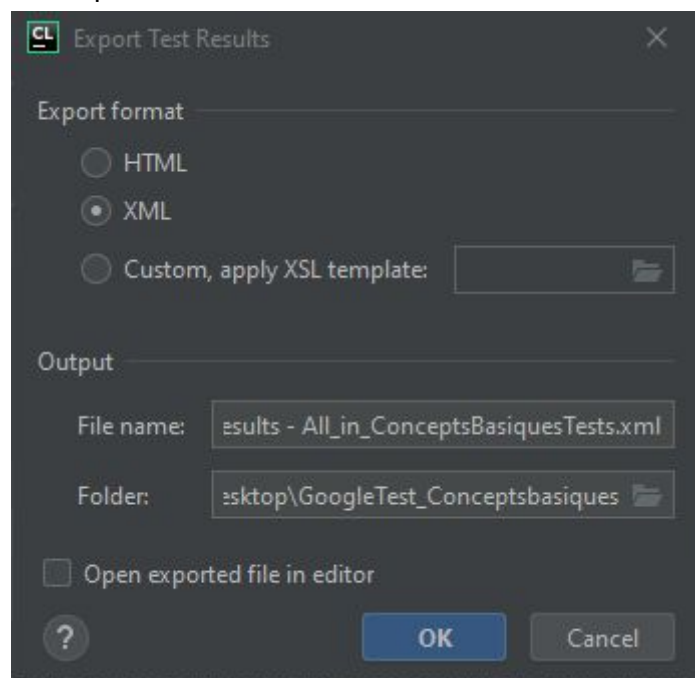 CL Export Test Results
Export format
HTML
XML
Custom, apply XSL template:
Output
File name: esults - All_in_ConceptsBasiquesTests.xml
Folder: esktop\GoogleTest_Conceptsbasiques
Open exported file in editor
? OK Cancel